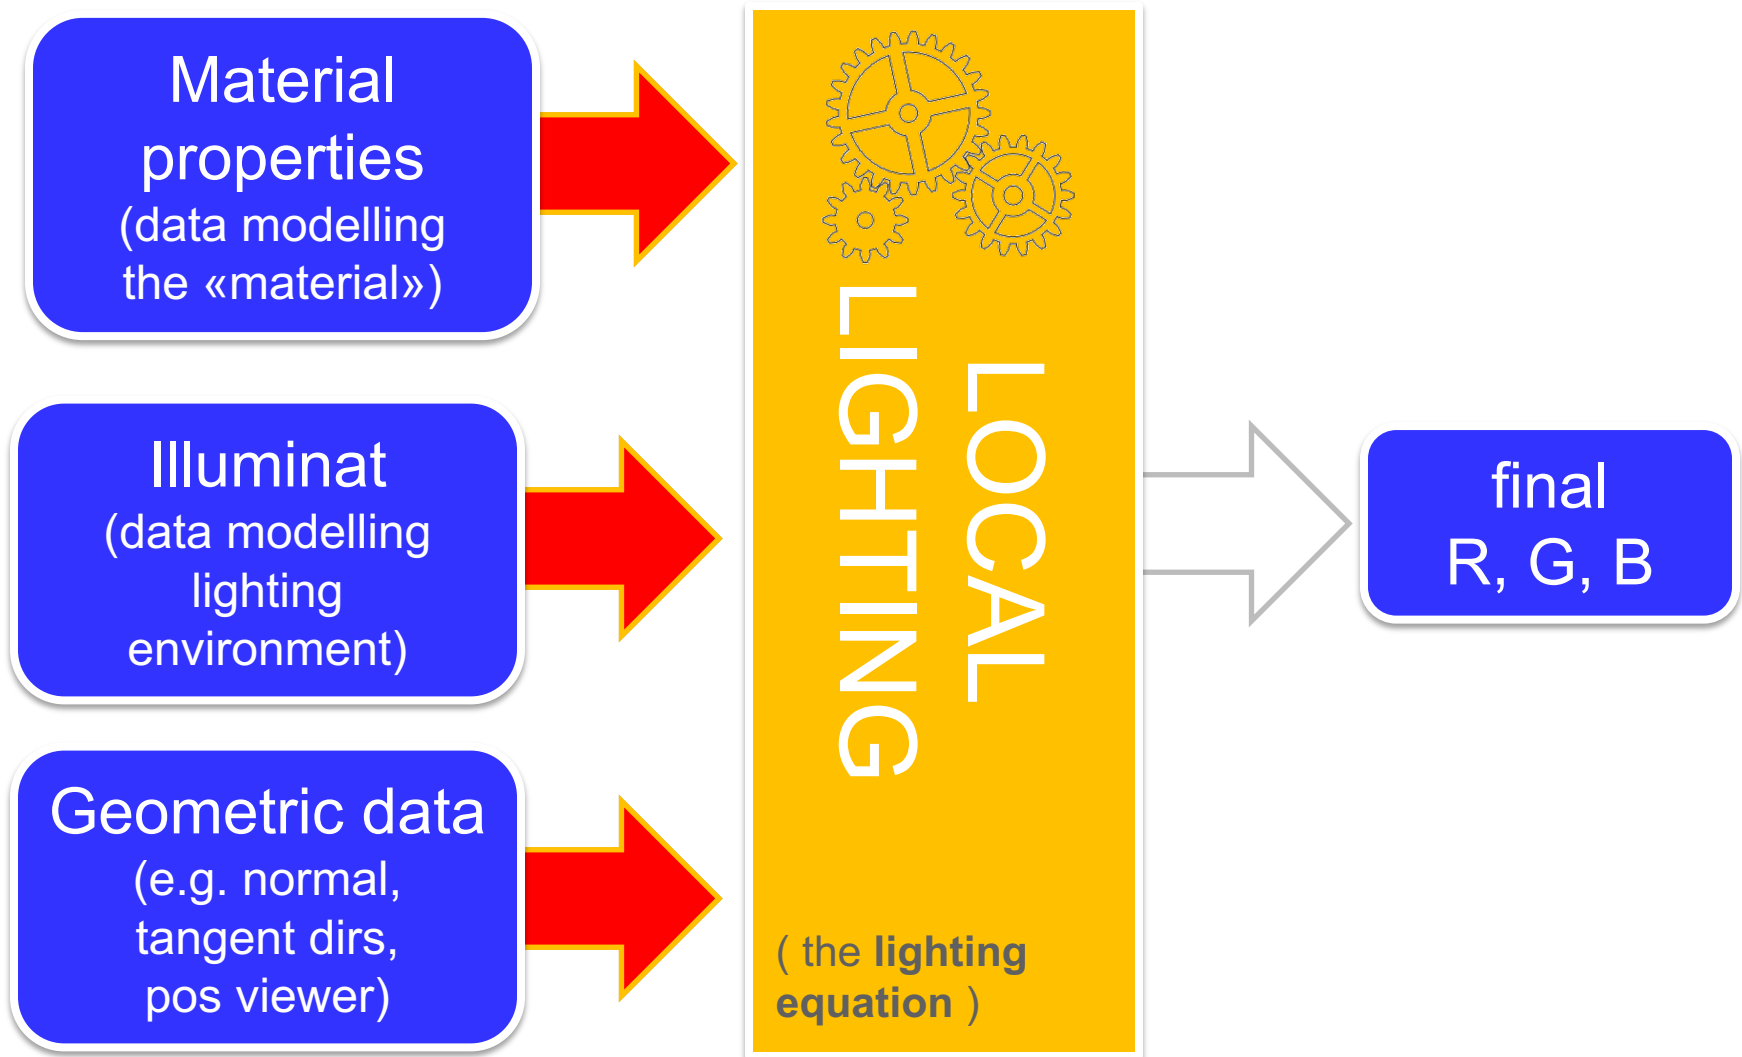 Material
properties
(data modelling
the «material»)
Illuminat
(data modelling
lighting
environment)
Geometric data
(e.g. normal,
tangent dirs,
pos viewer)
LOCAL
LIGHTING
( the lighting
equation )
final
R, G, B